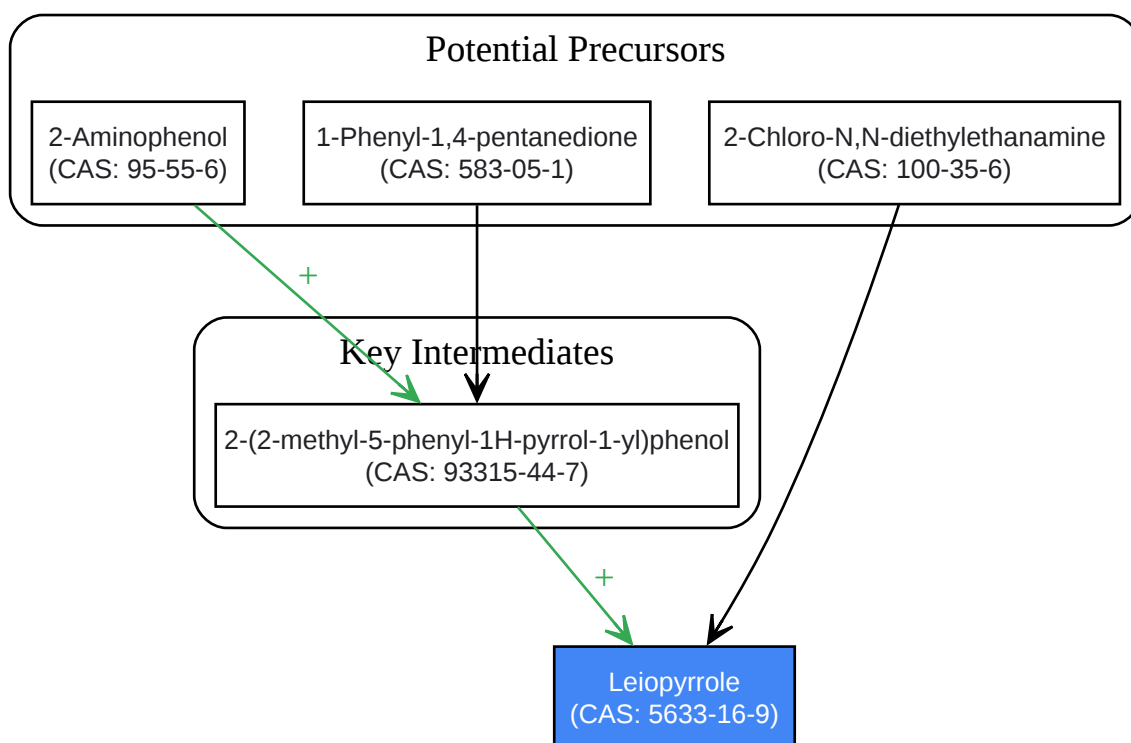 Potential Precursors
2-Aminophenol
(CAS: 95-55-6)
1-Phenyl-1,4-pentanedione
(CAS: 583-05-1)
2-Chloro-N,N-diethylethanamine
(CAS: 100-35-6)
+
Key Intermediates
2-(2-methyl-5-phenyl-1H-pyrrol-1-yl)phenol
(CAS: 93315-44-7)
+
Leiopyrrole
(CAS: 5633-16-9)